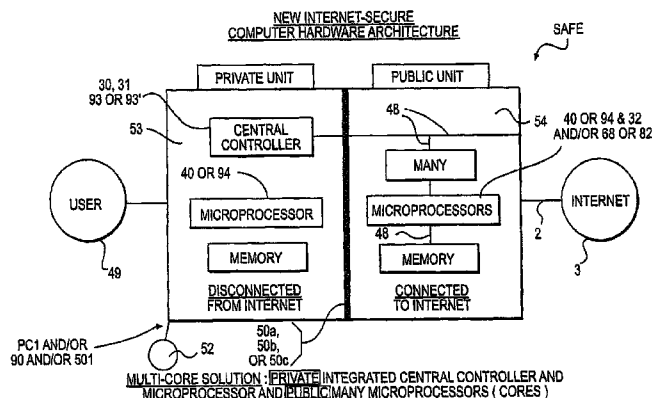 NEW INTERNET-SECURE
COMPUTER HARDWARE ARCHITECTURE
SAFE
PRIVATE UNIT
PUBLIC UNIT
30, 31
93 OR 93'
53
CENTRAL
CONTROLLER
48
54
40 OR 94 & 32
AND/OR 68 OR 82
MANY
40 OR 94
USER
MICROPROCESSOR
MICROPROCESSORS
INTERNET
48
2
MEMORY
MEMORY
49
3
DISCONNECTED
FROM INTERNET
CONNECTED
TO INTERNET
PC1 AND/OR
90 AND/OR 501
52
50a,
50b,
OR 50c
MULTI-CORE SOLUTION : PRIVATE INTEGRATED CENTRAL CONTROLLER AND
MICROPROCESSOR AND PUBLIC MANY MICROPROCESSORS ( CORES )